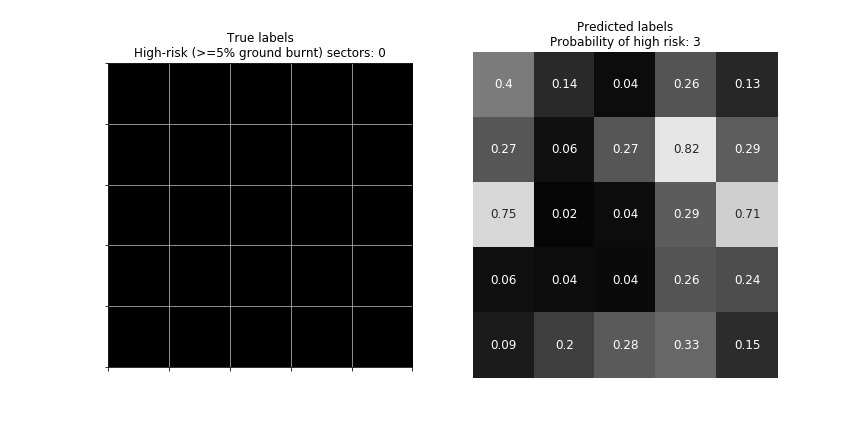 True labels
High-risk (>=5% ground burnt) sectors: 0
Predicted labels
Probability of high risk: 3
0.4 0.14 0.04 0.26 0.13
0.27 0.06 0.27 0.82 0.29
0.75 0.02 0.04 0.29 0.71
0.06 0.04 0.04 0.26 0.24
0.09 0.2 0.28 0.33 0.15